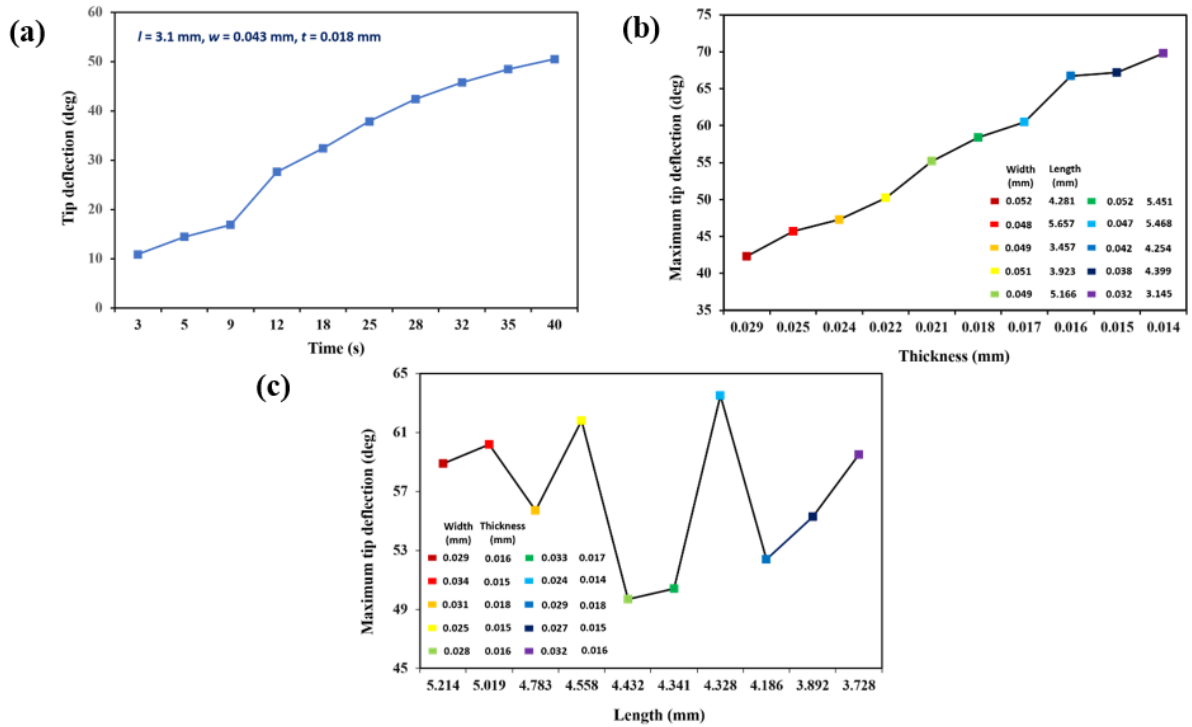 (a)
l = 3.1 mm, w = 0.043 mm, t = 0.018 mm
Tip deflection (deg)
60
50
40
30
20
10
0
3 5 9 12 18 25 28 32 35 40
Time (s)
(b)
Maximum tip deflection (deg)
75
70
65
60
55
50
45
40
35
Width Length
(mm) (mm)
0.052 4.281 0.052 5.451
0.048 5.657 0.047 5.468
0.049 3.457 0.042 4.254
0.051 3.923 0.038 4.399
0.049 5.166 0.032 3.145
0.029 0.025 0.024 0.022 0.021 0.018 0.017 0.016 0.015 0.014
Thickness (mm)
(c)
Maximum tip deflection (deg)
65
61
57
53
49
45
Width Thickness
(mm) (mm)
0.029 0.016 0.033 0.017
0.034 0.015 0.024 0.014
0.031 0.018 0.029 0.018
0.025 0.015 0.027 0.015
0.028 0.016 0.032 0.016
5.214 5.019 4.783 4.558 4.432 4.341 4.328 4.186 3.892 3.728
Length (mm)